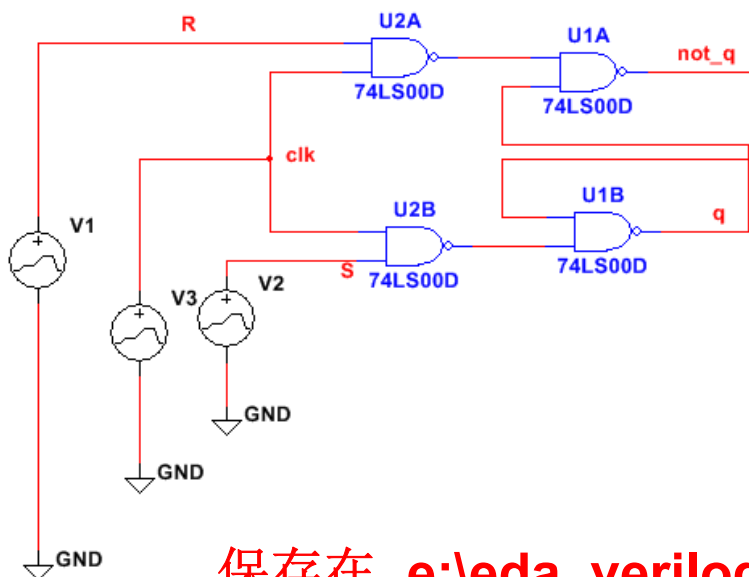 R
U2A
74LS00D
U1A
74LS00D
not_q
clk
V1
U2B
74LS00D
U1B
74LS00D
q
S
V3
V2
GND
GND
GND
保存在 e:\eda_verilog